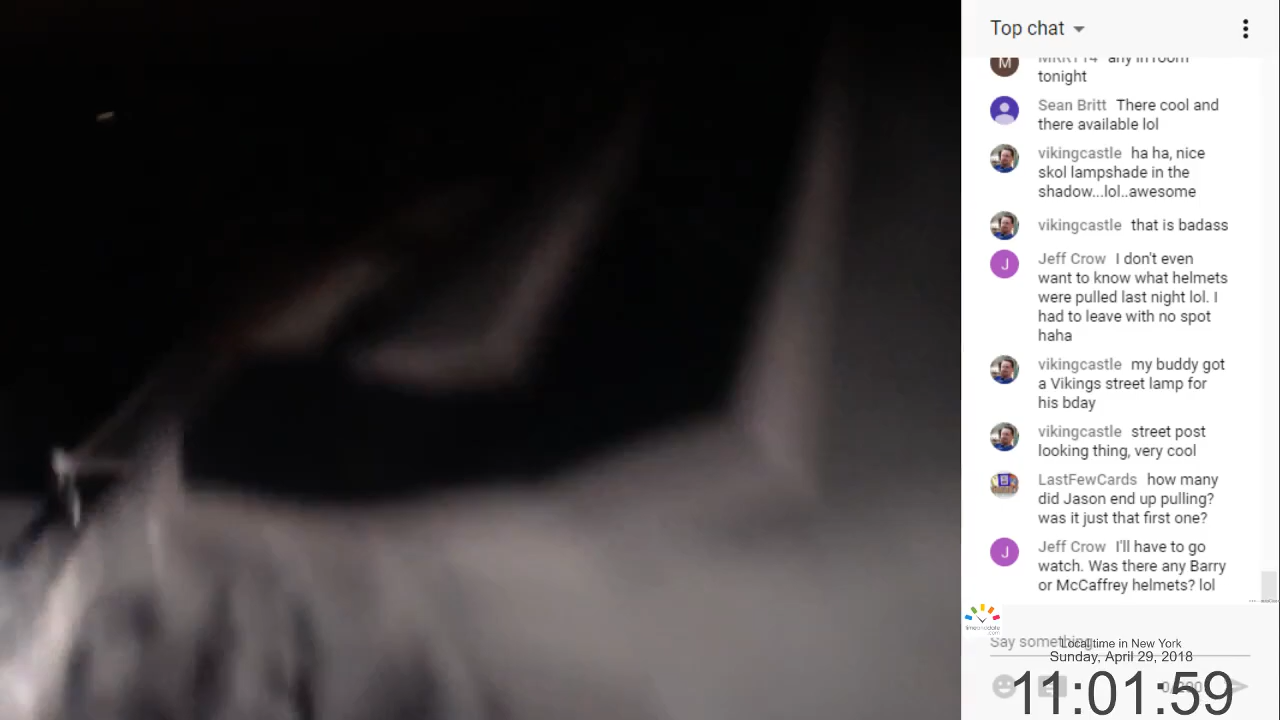 Top chat
M
MRKT14 any in room
tonight
Sean Britt There cool and
there available lol
vikingcastle ha ha, nice
skol lampshade in the
shadow...lol..awesome
vikingcastle that is badass
J
Jeff Crow I don't even
want to know what helmets
were pulled last night lol. I
had to leave with no spot
haha
vikingcastle my buddy got
a Vikings street lamp for
his bday
vikingcastle street post
looking thing, very cool
LastFewCards how many
did Jason end up pulling?
was it just that first one?
J
Jeff Crow I'll have to go
watch. Was there any Barry
or McCaffrey helmets? lol
Say something...
Local time in New York
Sunday, April 29, 2018
0/200
11:01:59